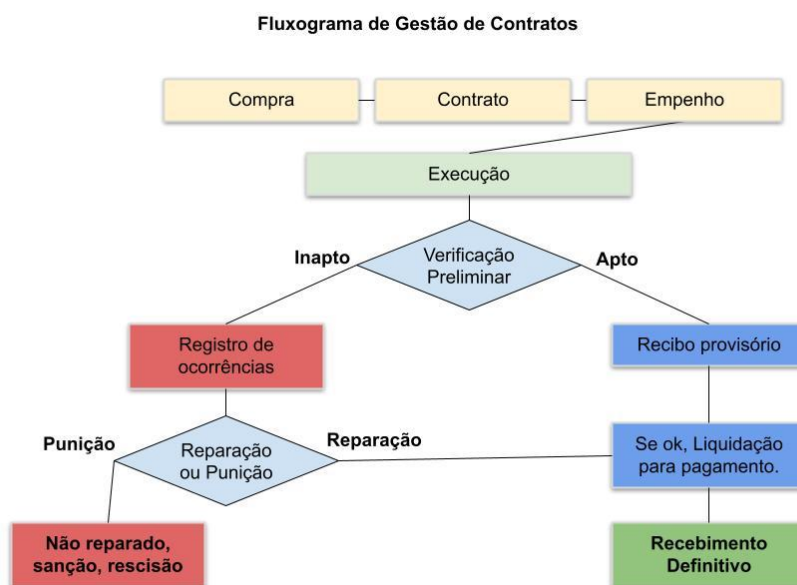 Fluxograma de Gestão de Contratos
Compra
Contrato
Empenho
Execução
Inapto
Verificação
Preliminar
Apto
Registro de
ocorrências
Recibo provisório
Punição
Reparação
ou Punição
Reparação
Se ok, Liquidação
para pagamento.
Não reparado,
sanção, rescisão
Recebimento
Definitivo